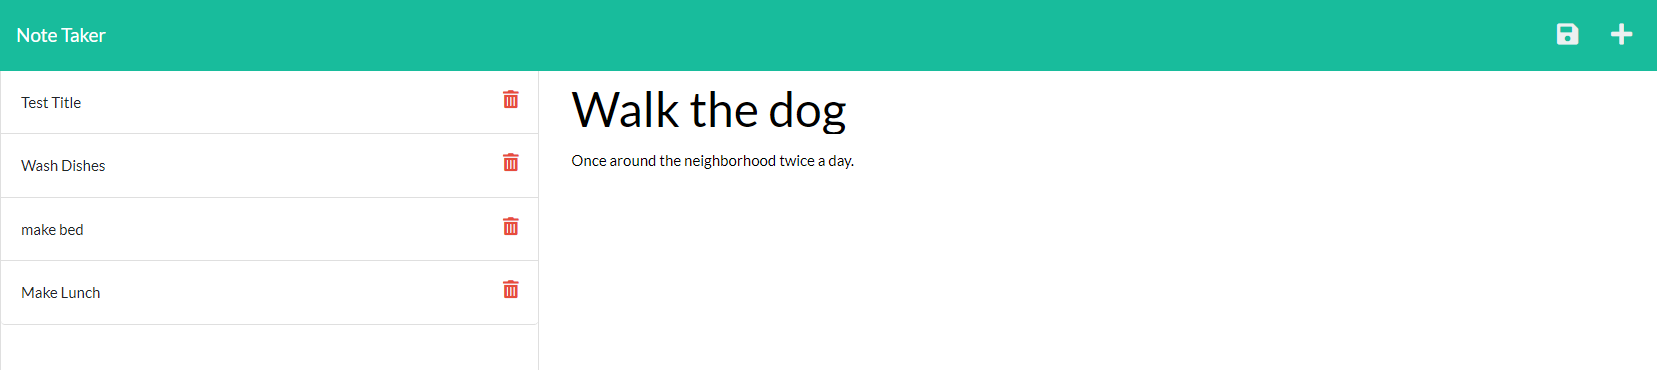 Note Taker
Test Title
Wash Dishes
make bed
Make Lunch
Walk the dog
Once around the neighborhood twice a day.